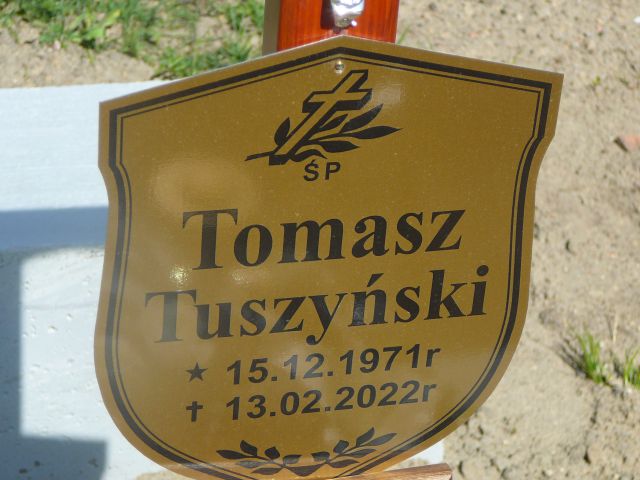 ŚP
Tomasz
Tuszyński
★ 15.12.1971r
✝ 13.02.2022r